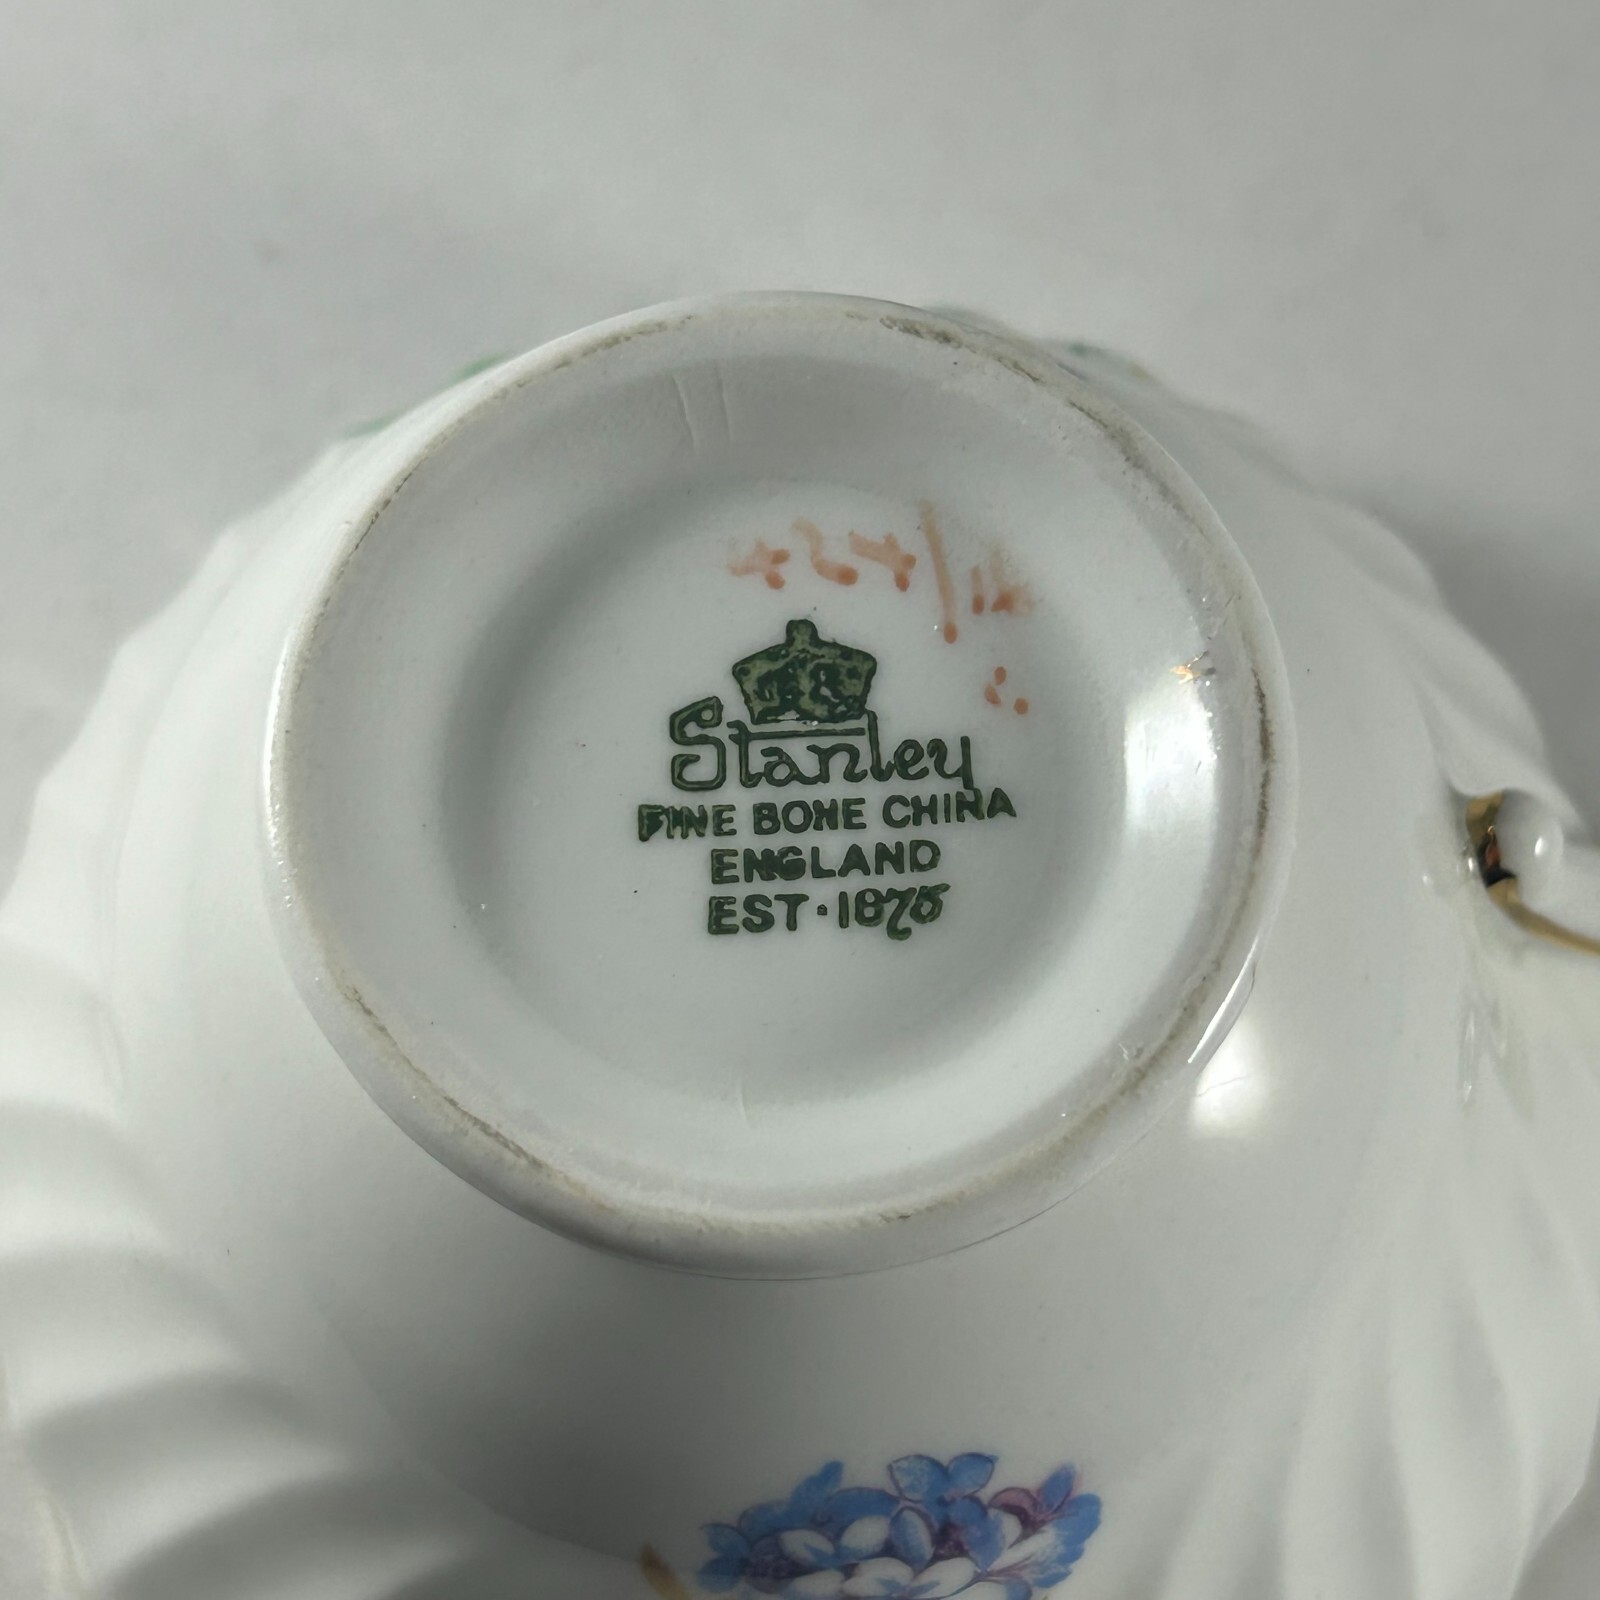 Stanley
FINE BONE CHINA
ENGLAND
EST·1875